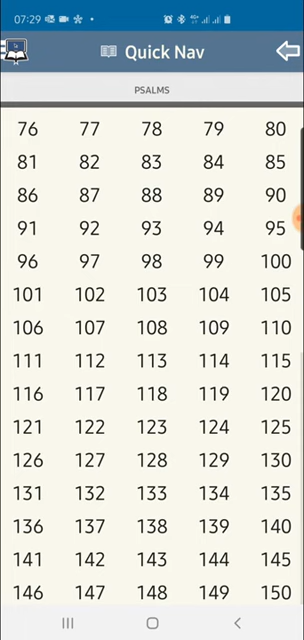 07:29
Quick Nav
PSALMS
76 77 78 79 80
81 82 83 84 85
86 87 88 89 90
91 92 93 94 95
96 97 98 99 100
101 102 103 104 105
106 107 108 109 110
111 112 113 114 115
116 117 118 119 120
121 122 123 124 125
126 127 128 129 130
131 132 133 134 135
136 137 138 139 140
141 142 143 144 145
146 147 148 149 150